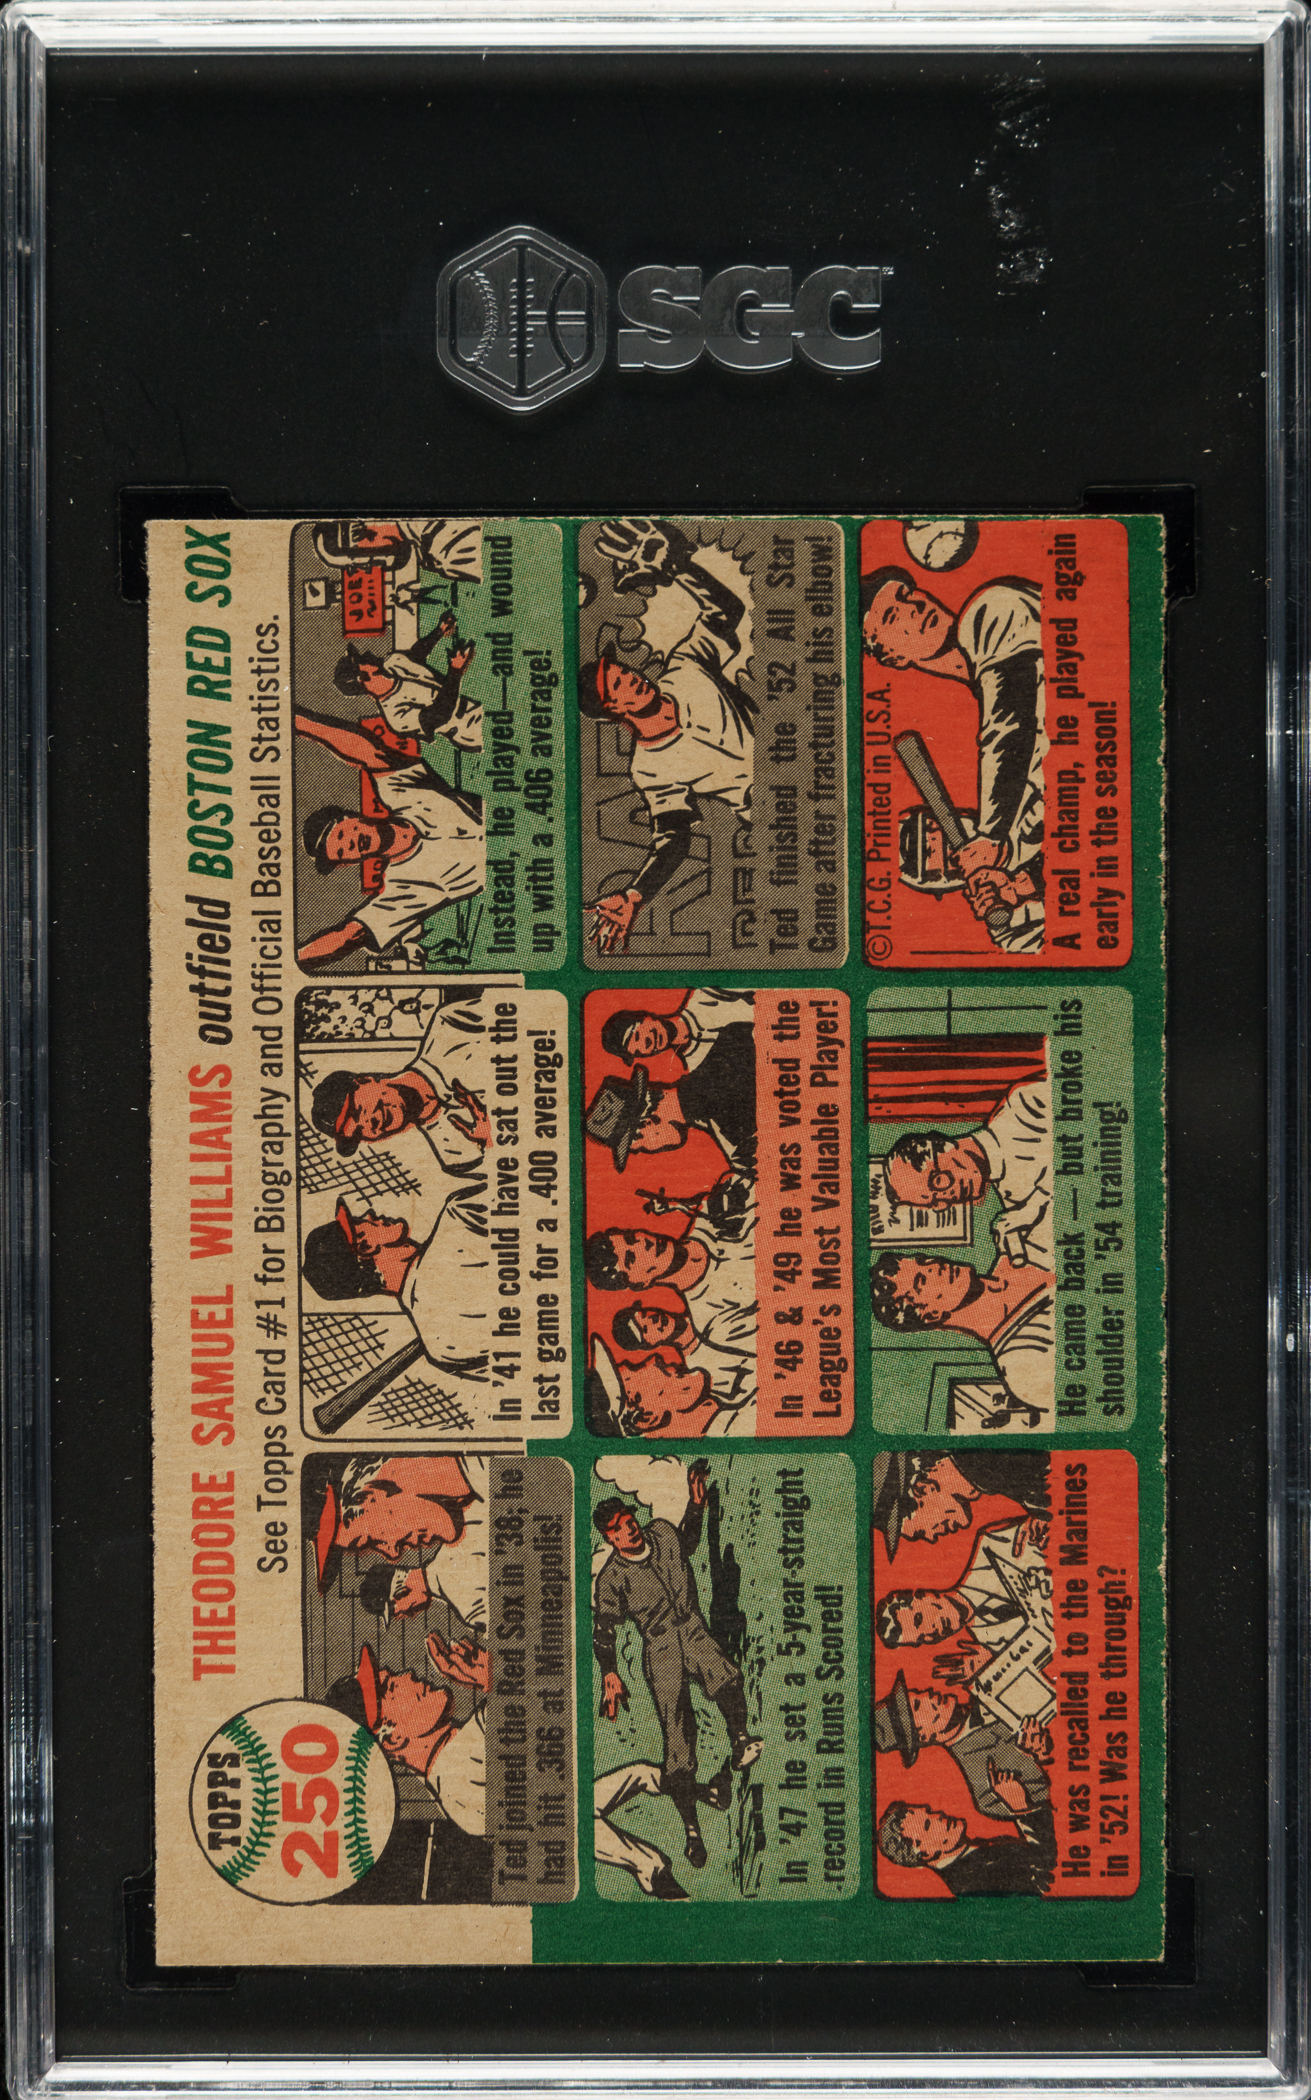 SGC
TOPPS
250
THEODORE SAMUEL WILLIAMS outfield BOSTON RED SOX
See Topps Card #1 for Biography and Official Baseball Statistics.
Ted joined the Red Sox in '38; he
had hit .366 at Minneapolis!
In '41 he could have sat out the
last game for a .400 average!
JOE
Instead, he played—and wound
up with a .406 average!
In '47 he set a 5-year-straight
record in Runs Scored!
In '46 & '49 he was voted the
League's Most Valuable Player!
Ted finished the '52 All Star
Game after fracturing his elbow!
He was recalled to the Marines
in '52! Was he through?
He came back — but broke his
shoulder in '54 training!
©T.C.G. Printed in U.S.A.
A real champ, he played again
early in the season!